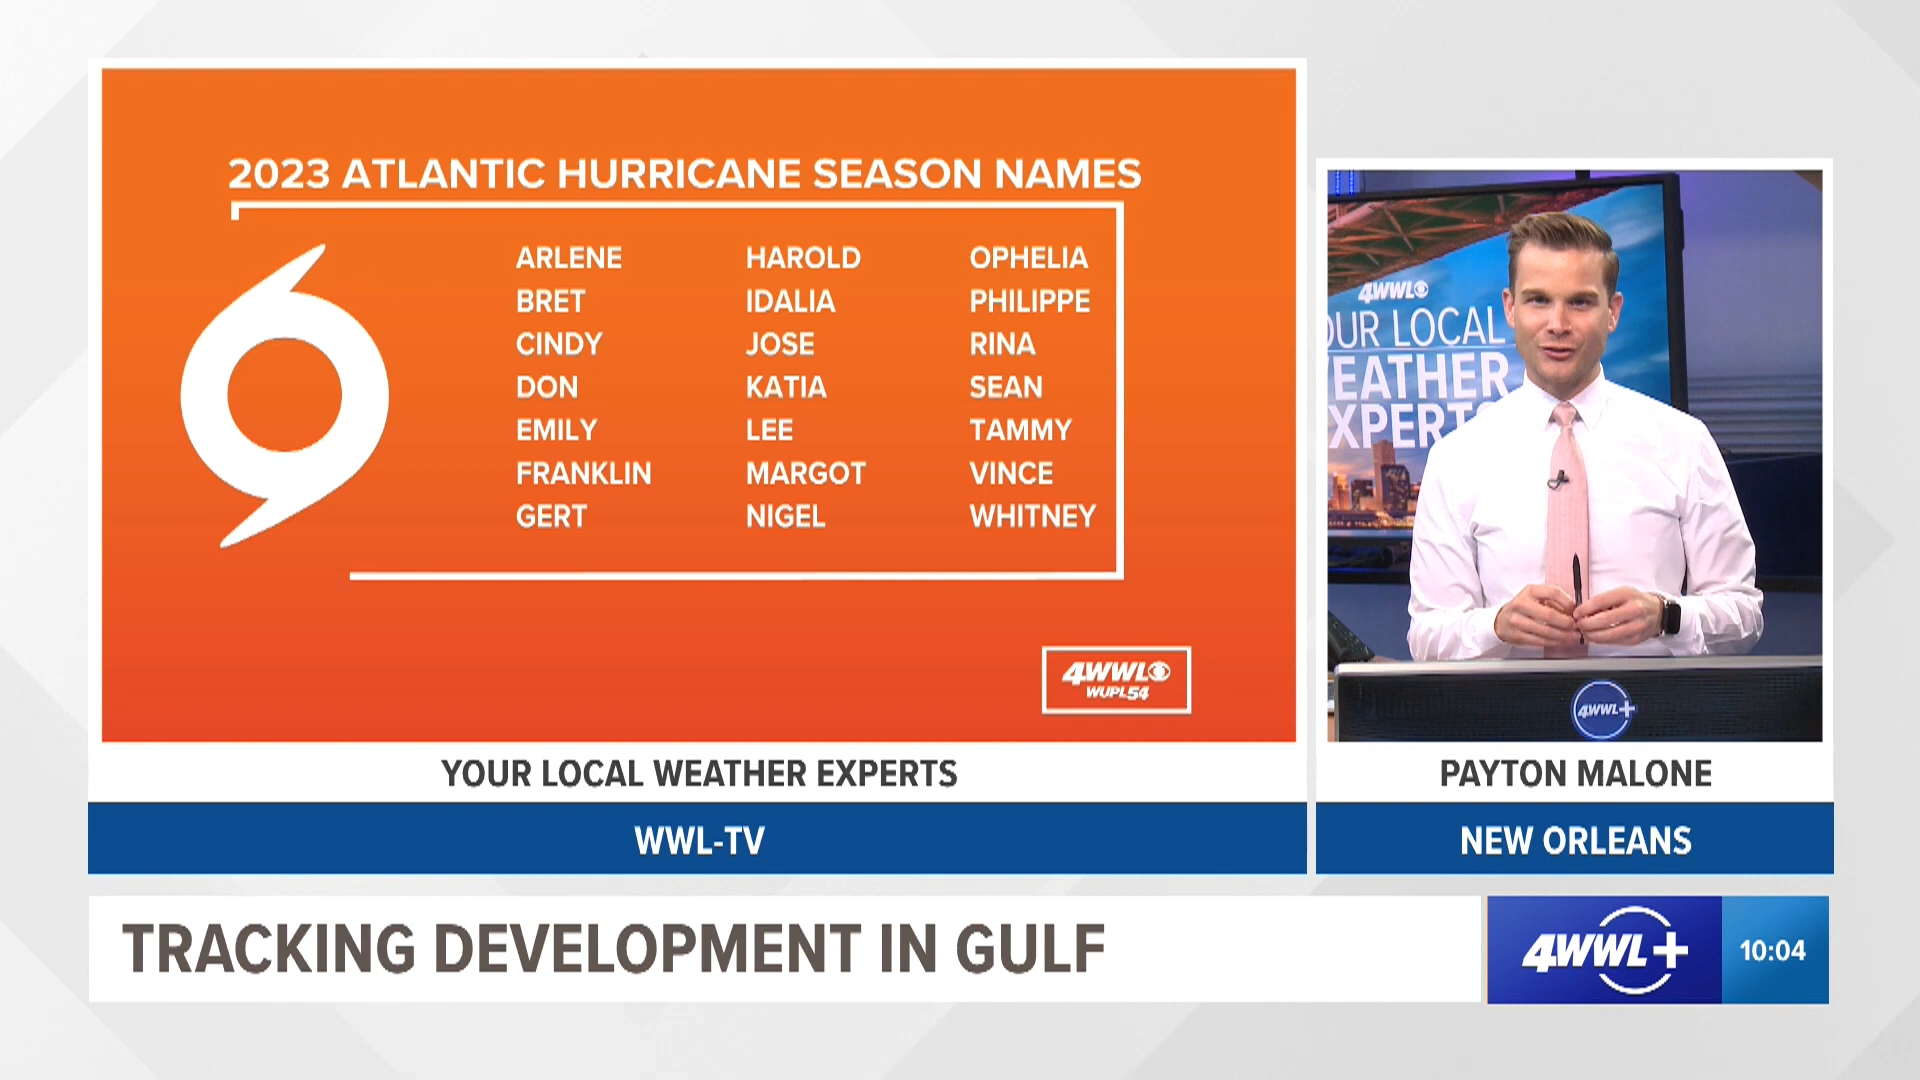 2023 ATLANTIC HURRICANE SEASON NAMES
ARLENE
BRET
CINDY
DON
EMILY
FRANKLIN
GERT
HAROLD
IDALIA
JOSE
KATIA
LEE
MARGOT
NIGEL
OPHELIA
PHILIPPE
RINA
SEAN
TAMMY
VINCE
WHITNEY
4WWL
WUPL54
YOUR LOCAL WEATHER EXPERTS
WWL-TV
4WWL
OUR LOCAL
EATHER
XPERTS
4WWL+
PAYTON MALONE
NEW ORLEANS
TRACKING DEVELOPMENT IN GULF
4WWL+
10:04